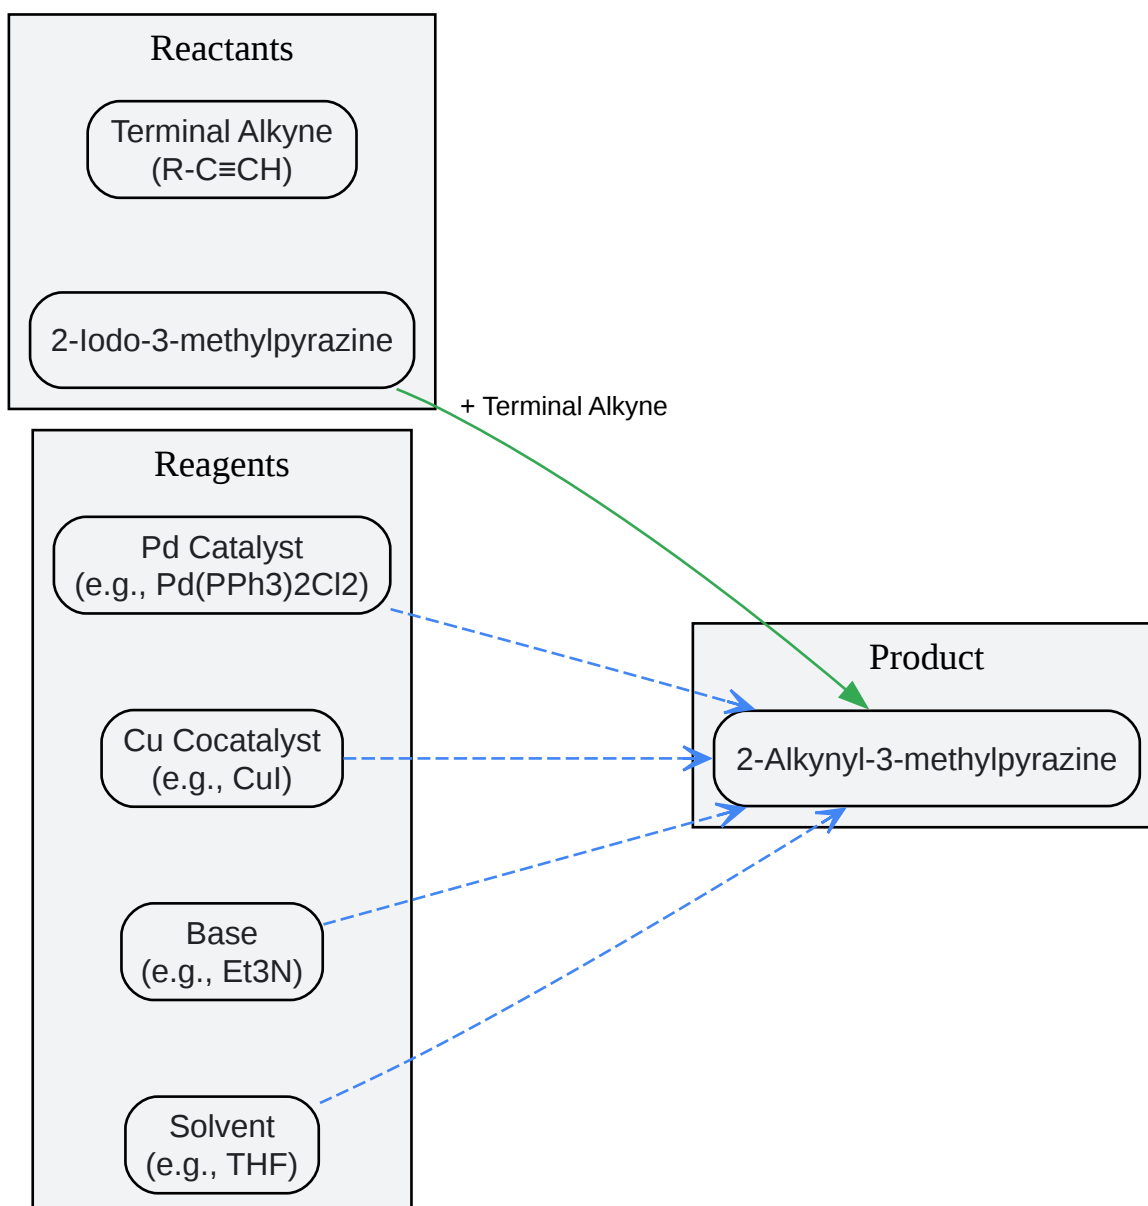 Reactants
Terminal Alkyne
(R-C≡CH)
2-Iodo-3-methylpyrazine
+ Terminal Alkyne
Reagents
Pd Catalyst
(e.g., Pd(PPh3)2Cl2)
Cu Cocatalyst
(e.g., CuI)
Base
(e.g., Et3N)
Solvent
(e.g., THF)
Product
2-Alkynyl-3-methylpyrazine